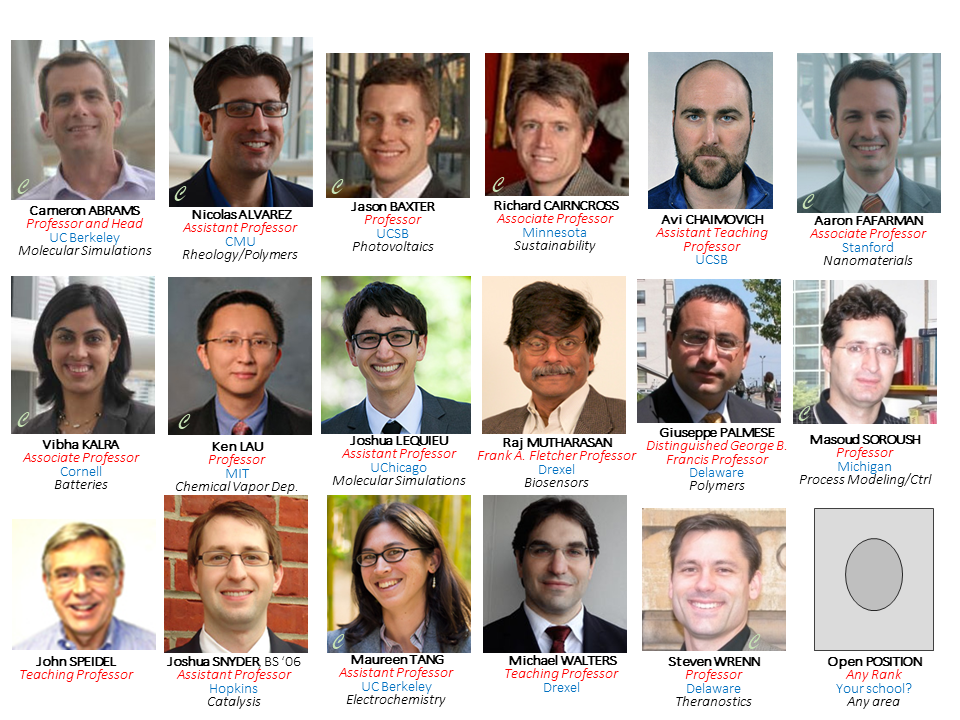 Cameron ABRAMS
Professor and Head
UC Berkeley
Molecular Simulations
C
Nicolas ALVAREZ
Assistant Professor
CMU
Rheology/Polymers
C
Jason BAXTER
Professor
UCSB
Photovoltaics
C
Richard CAIRNCROSS
Associate Professor
Minnesota
Sustainability
C
Avi CHAIMOVICH
Assistant Teaching
Professor
UCSB
Aaron FAFARMAN
Associate Professor
Stanford
Nanomaterials
C
Vibha KALRA
Associate Professor
Cornell
Batteries
C
Ken LAU
Professor
MIT
Chemical Vapor Dep.
C
Joshua LEQUIEU
Assistant Professor
UChicago
Molecular Simulations
Raj MUTHARASAN
Frank A. Fletcher Professor
Drexel
Biosensors
Giuseppe PALMESE
Distinguished George B.
Francis Professor
Delaware
Polymers
C
Masoud SOROUSH
Professor
Michigan
Process Modeling/Ctrl
C
John SPEIDEL
Teaching Professor
Joshua SNYDER, BS '06
Assistant Professor
Hopkins
Catalysis
Maureen TANG
Assistant Professor
UC Berkeley
Electrochemistry
C
Michael WALTERS
Teaching Professor
Drexel
Steven WRENN
Professor
Delaware
Theranostics
C
Open POSITION
Any Rank
Your school?
Any area